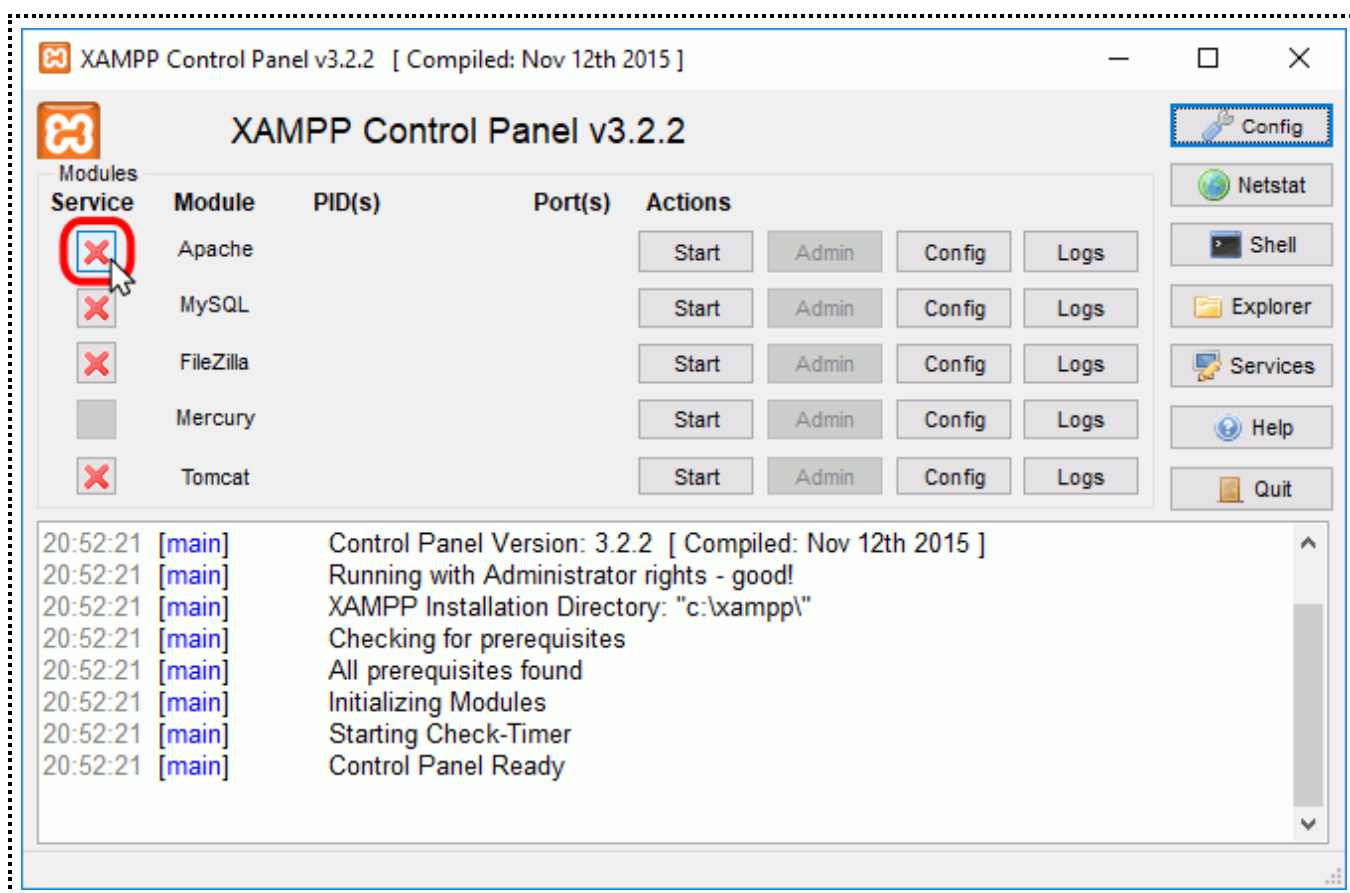 XAMPP Control Panel v3.2.2 [ Compiled: Nov 12th 2015 ]
XAMPP Control Panel v3.2.2
Config
Modules
Netstat
Service Module PID(s) Port(s) Actions
Apache Start Admin Config Logs
Shell
MySQL Start Admin Config Logs
Explorer
FileZilla Start Admin Config Logs
Services
Mercury Start Admin Config Logs
Help
Tomcat Start Admin Config Logs
Quit
20:52:21 [main] Control Panel Version: 3.2.2 [ Compiled: Nov 12th 2015 ]
20:52:21 [main] Running with Administrator rights - good!
20:52:21 [main] XAMPP Installation Directory: "c:\xampp\"
20:52:21 [main] Checking for prerequisites
20:52:21 [main] All prerequisites found
20:52:21 [main] Initializing Modules
20:52:21 [main] Starting Check-Timer
20:52:21 [main] Control Panel Ready